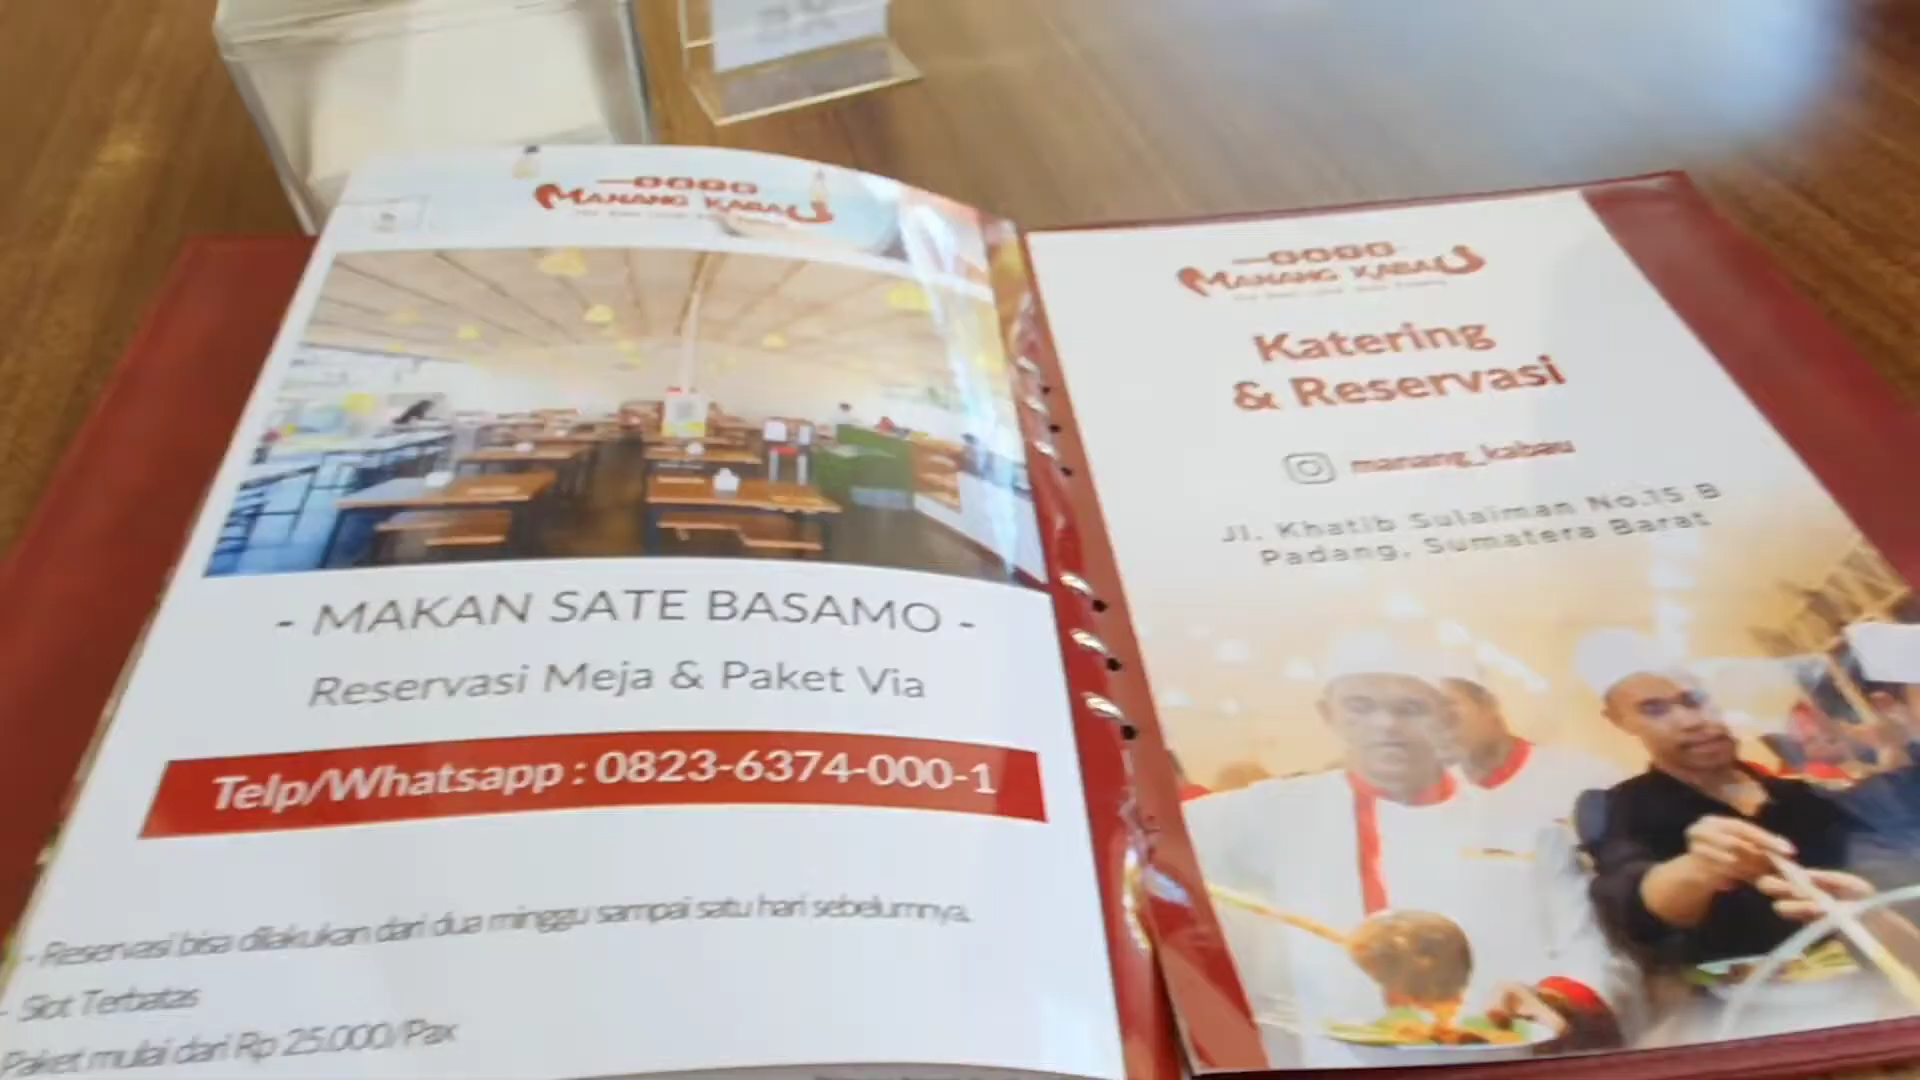 MANANG KABAU
- MAKAN SATE BASAMO -
Reservasi Meja & Paket Via
Telp/Whatsapp : 0823-6374-000-1
- Reservasi bisa dilakukan dari dua minggu sampai satu hari sebelumnya.
- Slot Terbatas
Paket mulai dari Rp 25.000/Pax
MANANG KABAU
Katering
& Reservasi
manang_kabau
Jl. Khatib Sulaiman No.15 B
Padang, Sumatera Barat